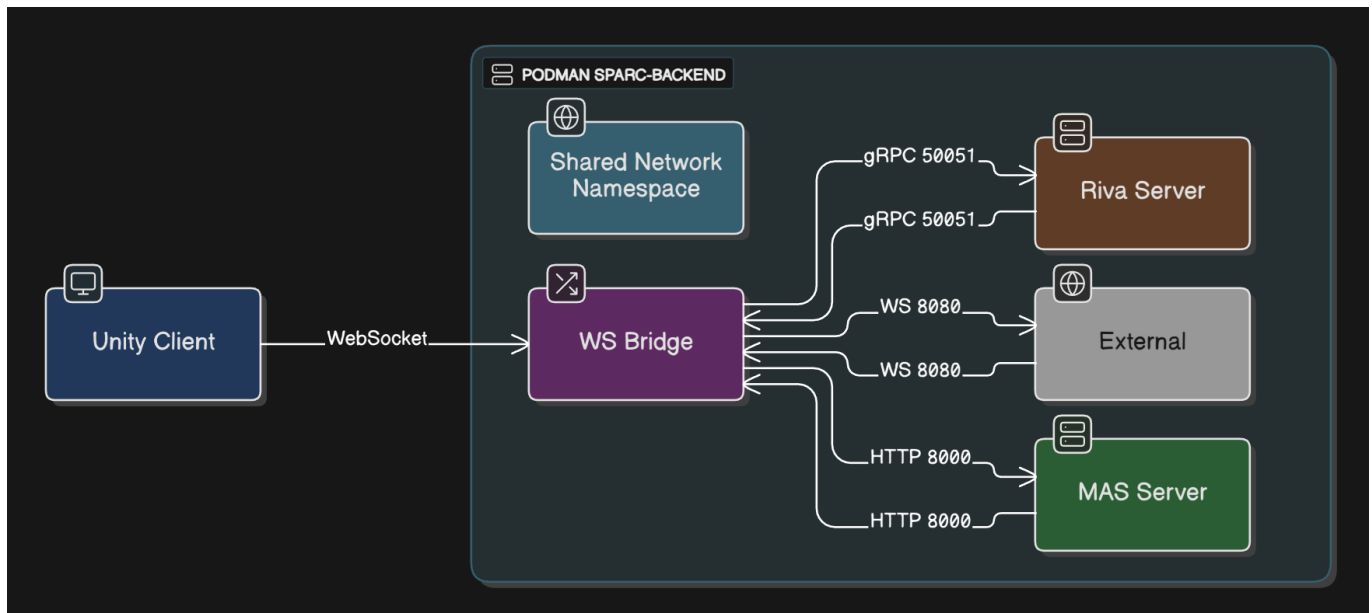 PODMAN SPARC-BACKEND
Shared Network
Namespace
gRPC 50051
Riva Server
gRPC 50051
Unity Client
WebSocket
WS Bridge
WS 8080
External
WS 8080
HTTP 8000
MAS Server
HTTP 8000